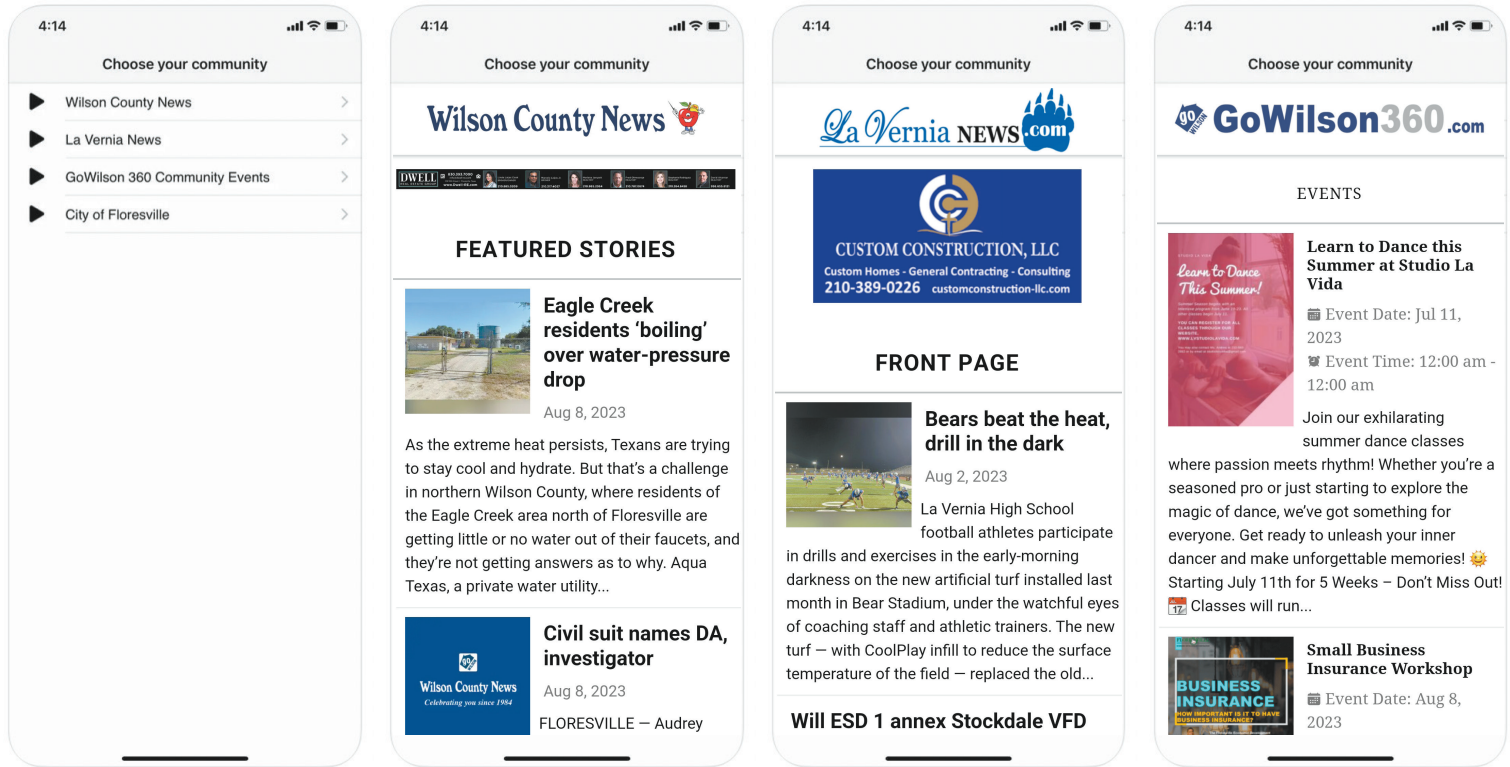 4:14
Choose your community
Wilson County News
La Vernia News
GoWilson 360 Community Events
City of Floresville
4:14
Choose your community
Wilson County News
DWELL
FEATURED STORIES
Eagle Creek
residents ‘boiling’
over water-pressure
drop
Aug 8, 2023
As the extreme heat persists, Texans are trying
to stay cool and hydrate. But that’s a challenge
in northern Wilson County, where residents of
the Eagle Creek area north of Floresville are
getting little or no water out of their faucets, and
they’re not getting answers as to why. Aqua
Texas, a private water utility...
go
Wilson County News
Celebrating you since 1984
Civil suit names DA,
investigator
Aug 8, 2023
FLORESVILLE — Audrey
4:14
Choose your community
La Vernia NEWS.com
CUSTOM CONSTRUCTION, LLC
Custom Homes - General Contracting - Consulting
210-389-0226 customconstruction-llc.com
FRONT PAGE
Bears beat the heat,
drill in the dark
Aug 2, 2023
La Vernia High School
football athletes participate
in drills and exercises in the early-morning
darkness on the new artificial turf installed last
month in Bear Stadium, under the watchful eyes
of coaching staff and athletic trainers. The new
turf — with CoolPlay infill to reduce the surface
temperature of the field — replaced the old...
Will ESD 1 annex Stockdale VFD
4:14
Choose your community
go WILSON GoWilson360.com
EVENTS
Learn to Dance
This Summer!
Learn to Dance this
Summer at Studio La
Vida
Event Date: Jul 11,
2023
Event Time: 12:00 am -
12:00 am
Join our exhilarating
summer dance classes
where passion meets rhythm! Whether you’re a
seasoned pro or just starting to explore the
magic of dance, we’ve got something for
everyone. Get ready to unleash your inner
dancer and make unforgettable memories! 🌞
Starting July 11th for 5 Weeks – Don’t Miss Out!
📅 Classes will run...
BUSINESS
INSURANCE
HOW IMPORTANT IS IT TO HAVE
BUSINESS INSURANCE?
Small Business
Insurance Workshop
Event Date: Aug 8,
2023